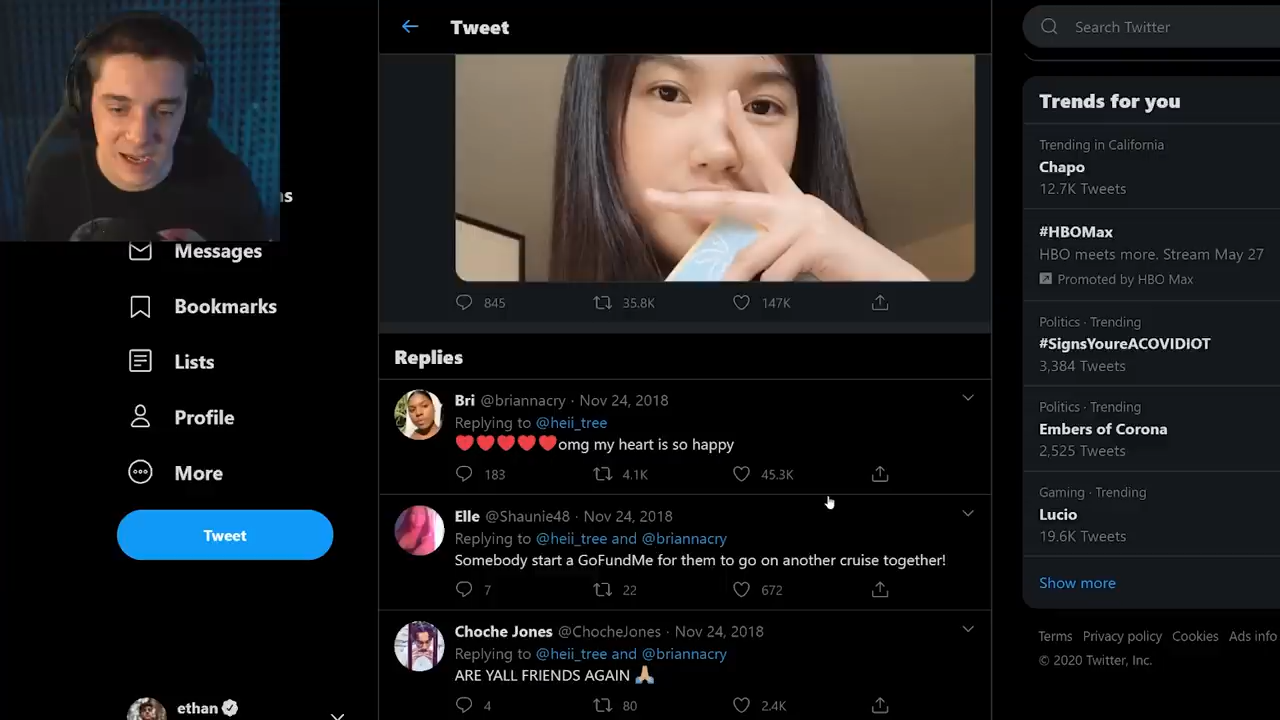 Tweet
Search Twitter
Trends for you
Trending in California
Chapo
12.7K Tweets
#HBOMax
HBO meets more. Stream May 27
Promoted by HBO Max
Politics · Trending
#SignsYoureACOVIDIOT
3,384 Tweets
Politics · Trending
Embers of Corona
2,525 Tweets
Gaming · Trending
Lucio
19.6K Tweets
Show more
Terms Privacy policy Cookies Ads info
© 2020 Twitter, Inc.
Messages
Bookmarks
Lists
Profile
More
Tweet
ethan
845 35.8K 147K
Replies
Bri @briannacry · Nov 24, 2018
Replying to @heii_tree
❤❤❤❤❤omg my heart is so happy
183 4.1K 45.3K
Elle @Shaunie48 · Nov 24, 2018
Replying to @heii_tree and @briannacry
Somebody start a GoFundMe for them to go on another cruise together!
7 22 672
Choche Jones @ChocheJones · Nov 24, 2018
Replying to @heii_tree and @briannacry
ARE YALL FRIENDS AGAIN 🙏🏽
4 80 2.4K